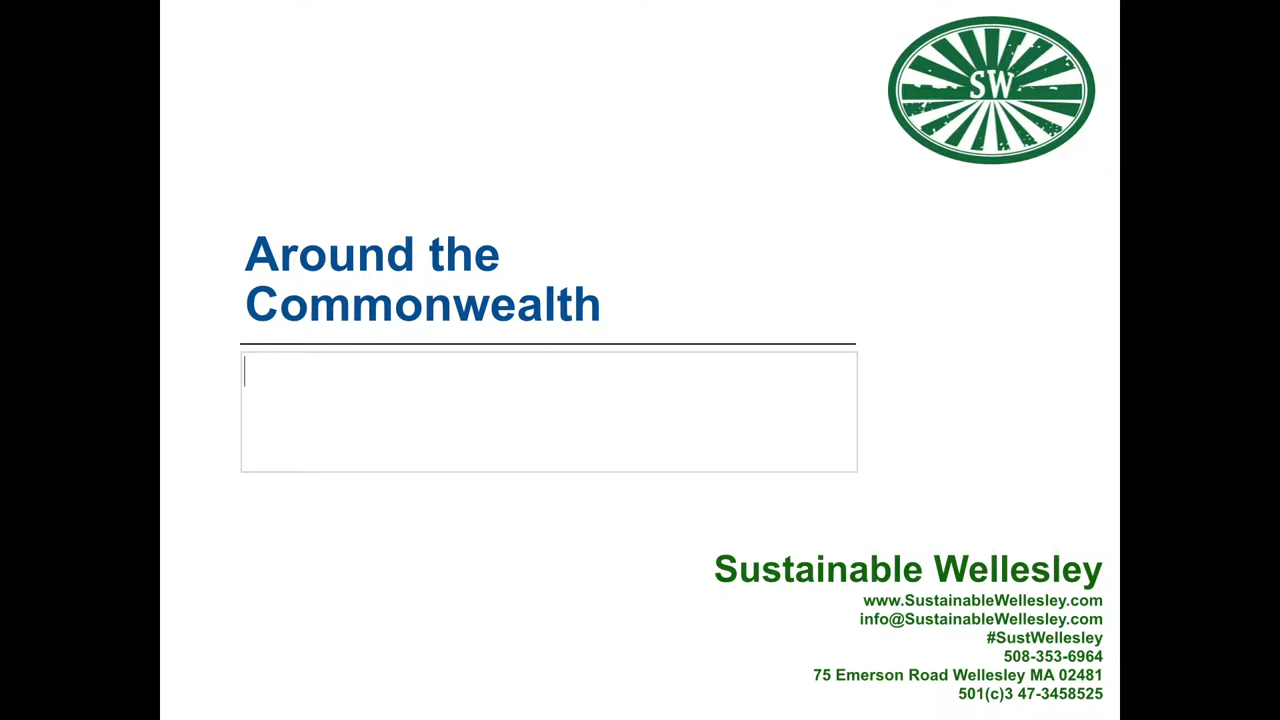 SW
Around the
Commonwealth
Sustainable Wellesley
www.SustainableWellesley.com
info@SustainableWellesley.com
#SustWellesley
508-353-6964
75 Emerson Road Wellesley MA 02481
501(c)3 47-3458525